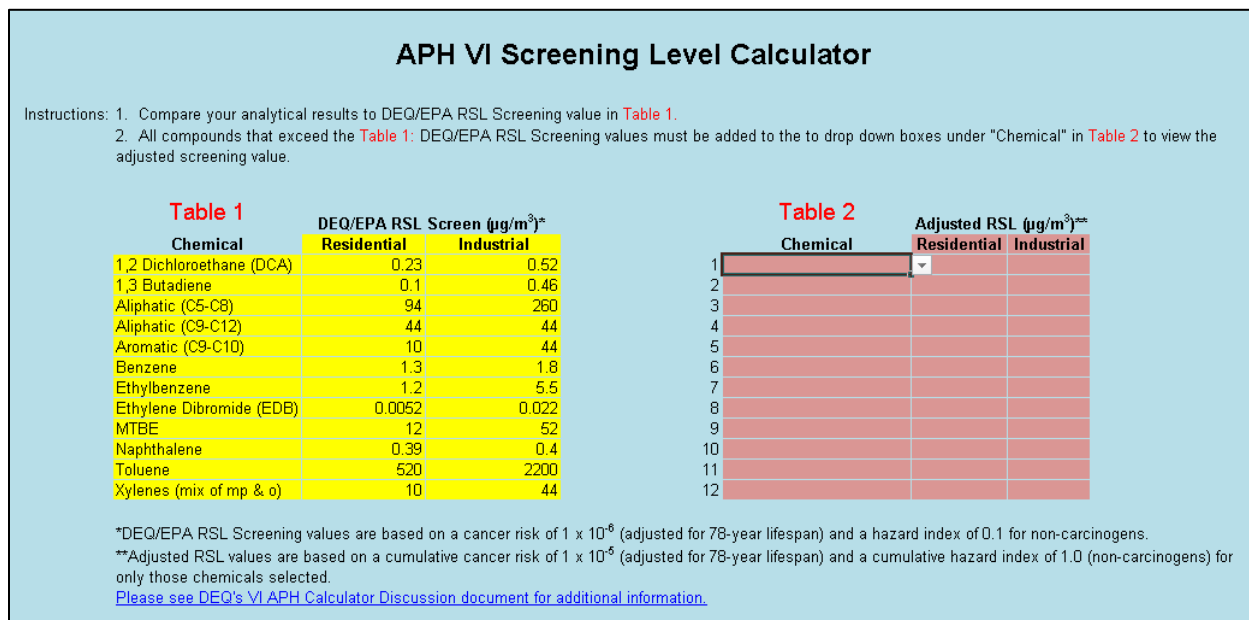 APH VI Screening Level Calculator
Instructions: 1. Compare your analytical results to DEQ/EPA RSL Screening value in Table 1.
2. All compounds that exceed the Table 1: DEQ/EPA RSL Screening values must be added to the to drop down boxes under "Chemical" in Table 2 to view the
adjusted screening value.
Table 1
DEQ/EPA RSL Screen (µg/m³)*
Chemical Residential Industrial
1,2 Dichloroethane (DCA) 0.23 0.52
1,3 Butadiene 0.1 0.46
Aliphatic (C5-C8) 94 260
Aliphatic (C9-C12) 44 44
Aromatic (C9-C10) 10 44
Benzene 1.3 1.8
Ethylbenzene 1.2 5.5
Ethylene Dibromide (EDB) 0.0052 0.022
MTBE 12 52
Naphthalene 0.39 0.4
Toluene 520 2200
Xylenes (mix of mp & o) 10 44
Table 2
Adjusted RSL (µg/m³)**
Chemical Residential Industrial
1
2
3
4
5
6
7
8
9
10
11
12
*DEQ/EPA RSL Screening values are based on a cancer risk of 1 x 10⁻⁶ (adjusted for 78-year lifespan) and a hazard index of 0.1 for non-carcinogens.
**Adjusted RSL values are based on a cumulative cancer risk of 1 x 10⁻⁵ (adjusted for 78-year lifespan) and a cumulative hazard index of 1.0 (non-carcinogens) for
only those chemicals selected.
Please see DEQ's VI APH Calculator Discussion document for additional information.